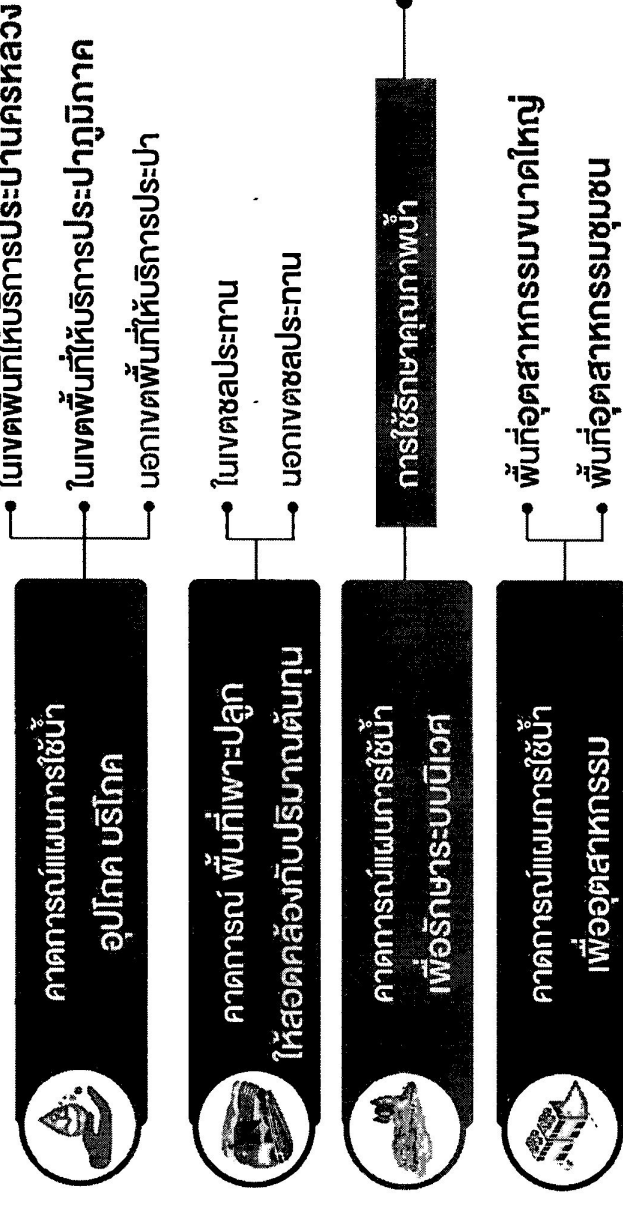 คาดการณ์แผนการใช้น้ำ
อุปโภค บริโภค
ในเขตพื้นที่ให้บริการประปานครหลวง
ในเขตพื้นที่ให้บริการประปาภูมิภาค
นอกเขตพื้นที่ให้บริการประปา
คาดการณ์ พื้นที่เพาะปลูก
ให้สอดคล้องกับปริมาณต้นทุน
ในเขตชลประทาน
นอกเขตชลประทาน
คาดการณ์แผนการใช้น้ำ
เพื่อรักษาระบบนิเวศ
การใช้รักษาคุณภาพน้ำ
คาดการณ์แผนการใช้น้ำ
เพื่ออุตสาหกรรม
พื้นที่อุตสาหกรรมขนาดใหญ่
พื้นที่อุตสาหกรรมชุมชน